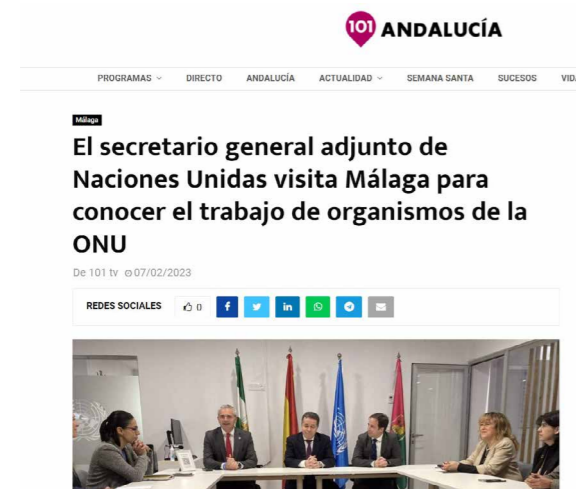 101 ANDALUCÍA
PROGRAMAS DIRECTO ANDALUCÍA ACTUALIDAD SEMANA SANTA SUCESOS VID
Málaga
El secretario general adjunto de
Naciones Unidas visita Málaga para
conocer el trabajo de organismos de la
ONU
De 101 tv 07/02/2023
REDES SOCIALES 0